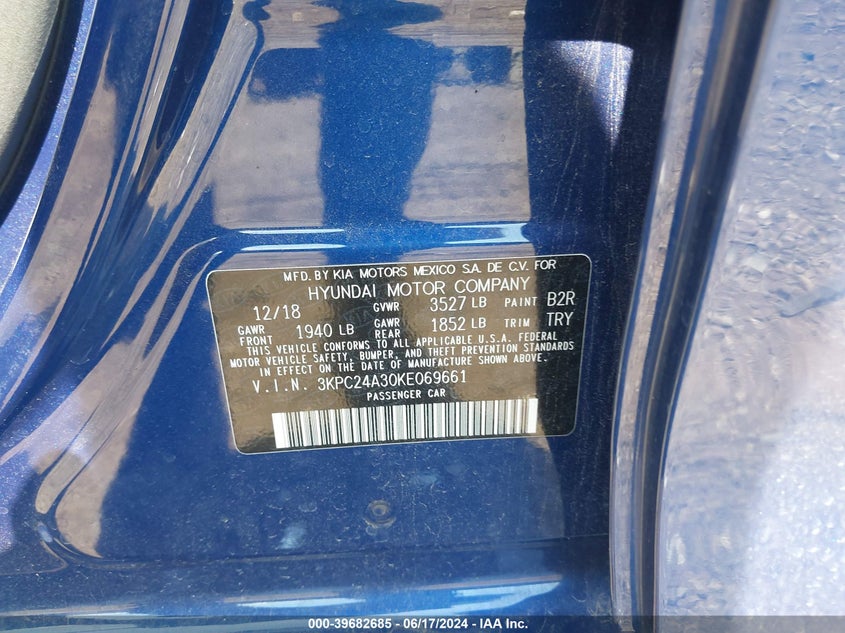 MFD. BY KIA MOTORS MEXICO S.A. DE C.V. FOR
HYUNDAI MOTOR COMPANY
12/18 GVWR 3527 LB PAINT B2R
GAWR FRONT 1940 LB GAWR REAR 1852 LB TRIM TRY
THIS VEHICLE CONFORMS TO ALL APPLICABLE U.S.A. FEDERAL
MOTOR VEHICLE SAFETY, BUMPER, AND THEFT PREVENTION STANDARDS
IN EFFECT ON THE DATE OF MANUFACTURE SHOWN ABOVE.
V.I.N. 3KPC24A30KE069661
PASSENGER CAR
000-39682685 - 06/17/2024 - IAA Inc.